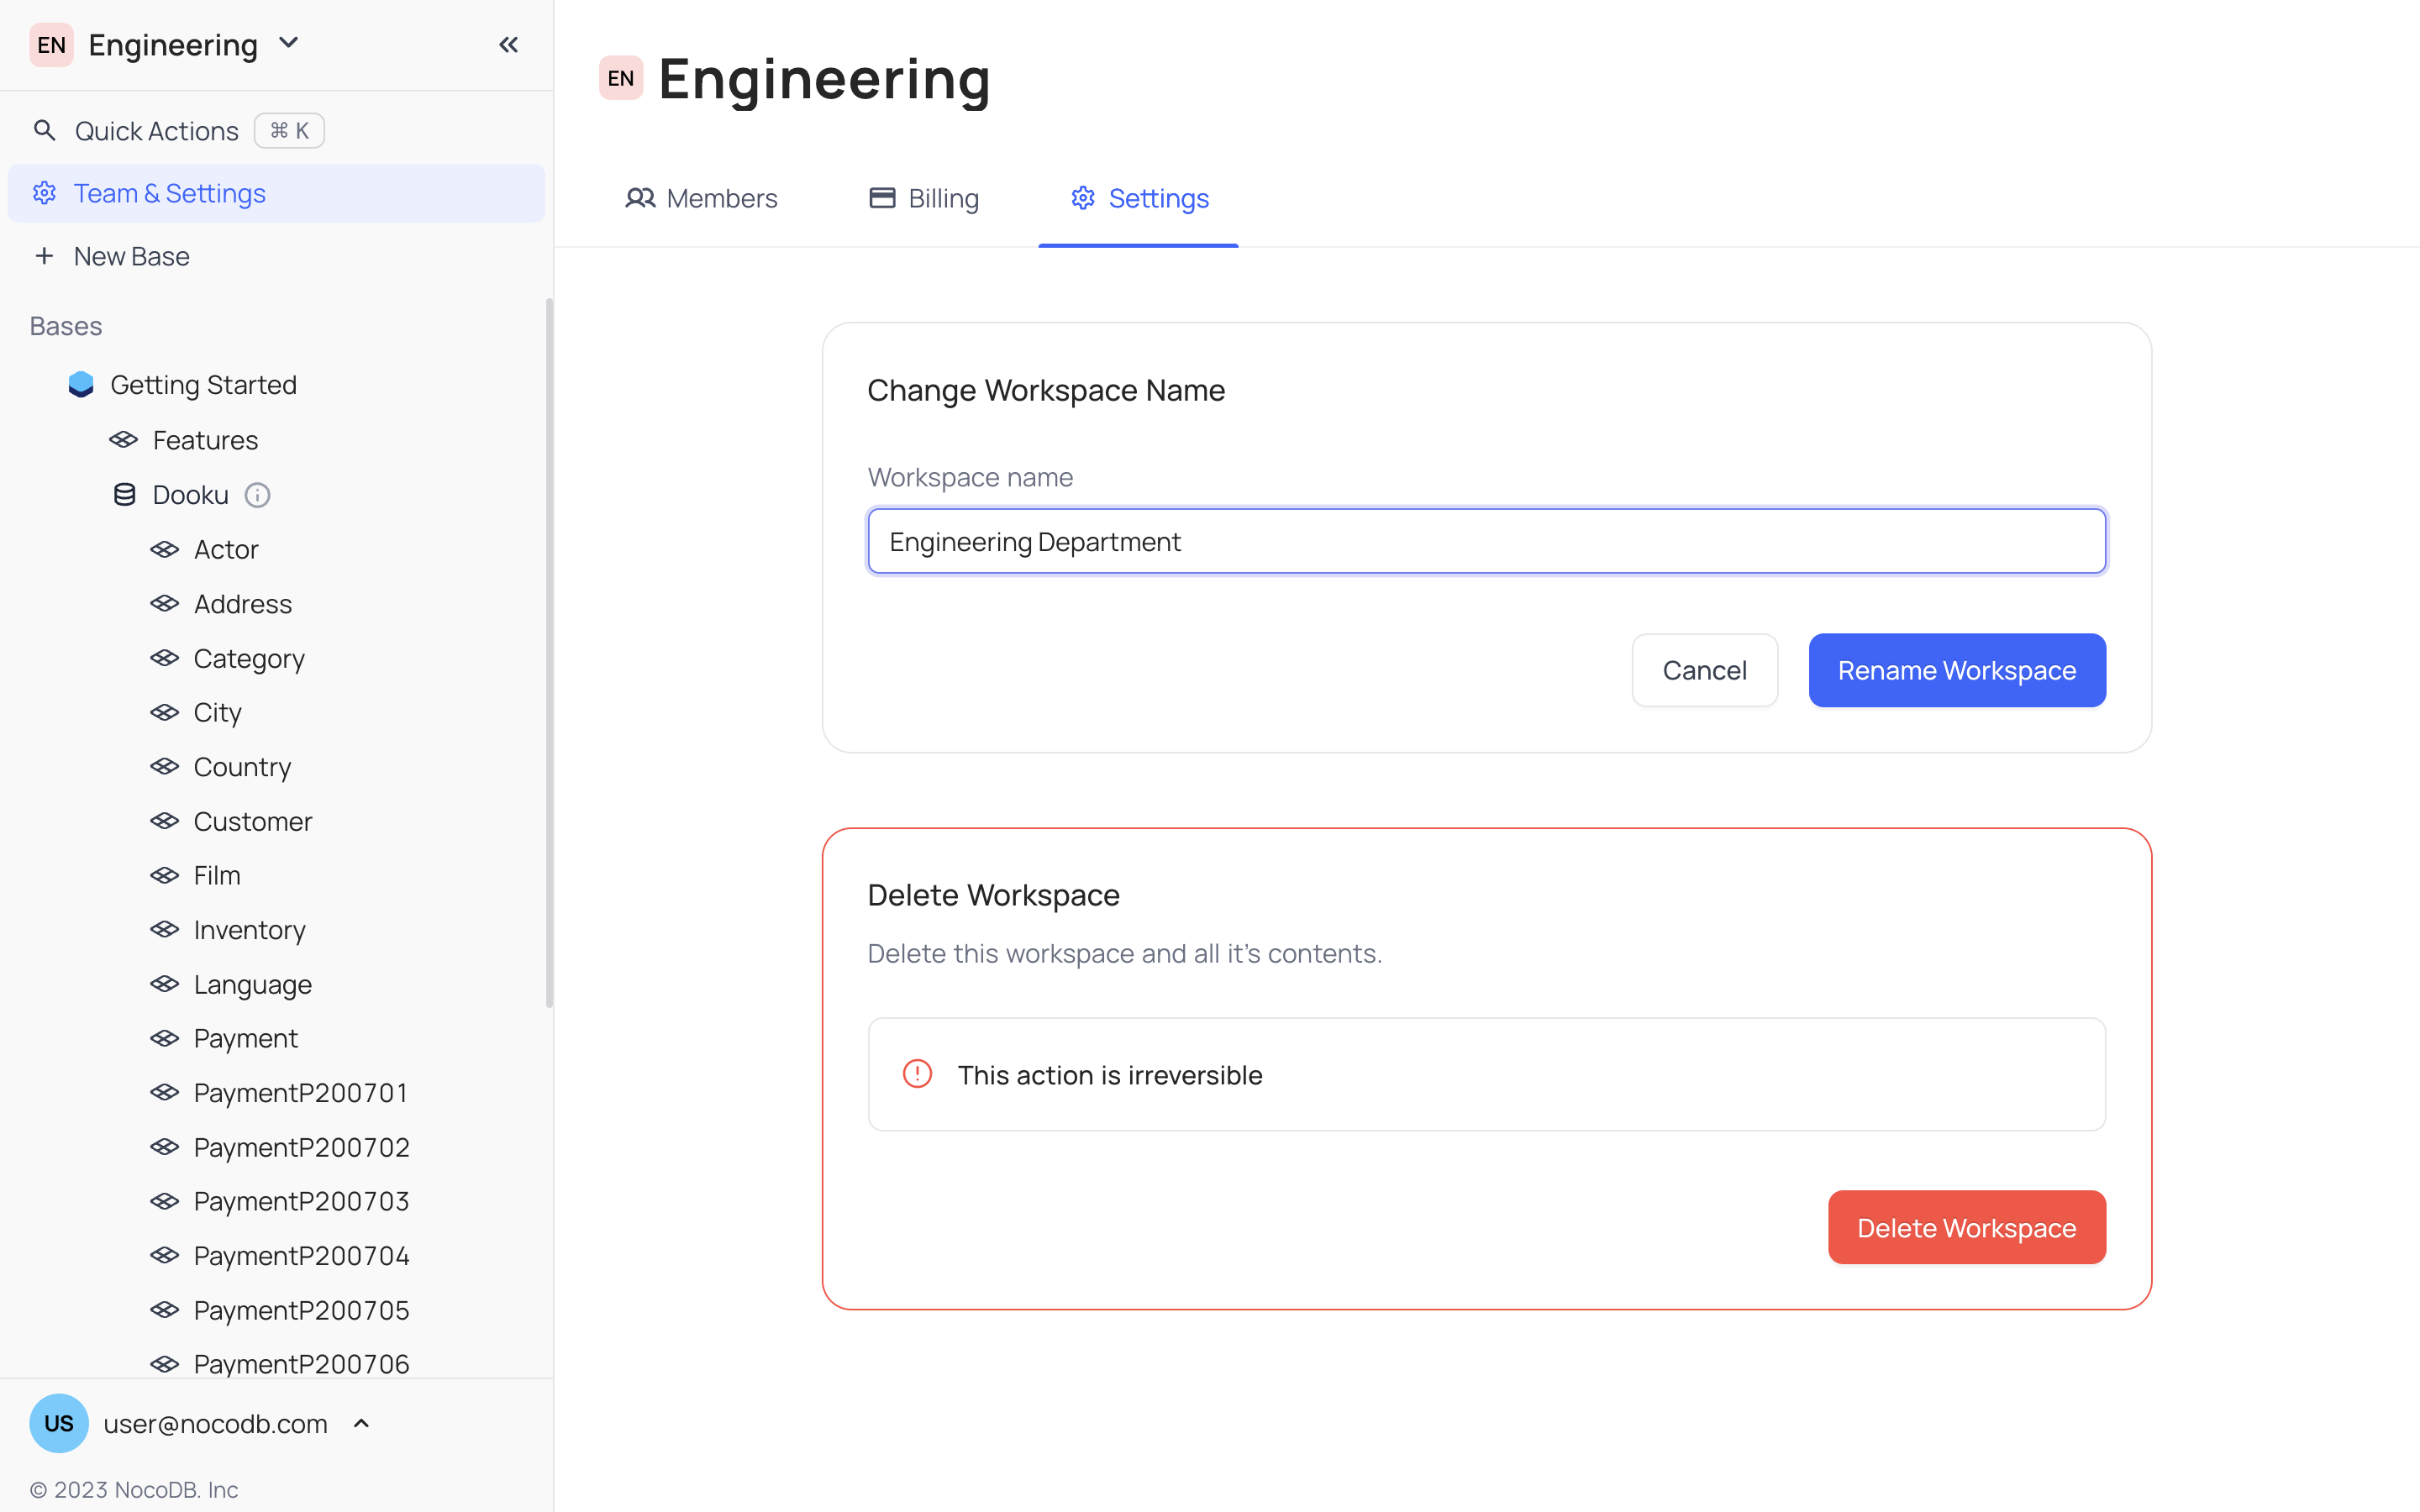 EN Engineering
Quick Actions ⌘ K
Team & Settings
New Base
Bases
Getting Started
Features
Dooku
Actor
Address
Category
City
Country
Customer
Film
Inventory
Language
Payment
PaymentP200701
PaymentP200702
PaymentP200703
PaymentP200704
PaymentP200705
PaymentP200706
US user@nocodb.com
© 2023 NocoDB. Inc
EN Engineering
Members Billing Settings
Change Workspace Name
Workspace name
Engineering Department
Cancel Rename Workspace
Delete Workspace
Delete this workspace and all it’s contents.
This action is irreversible
Delete Workspace